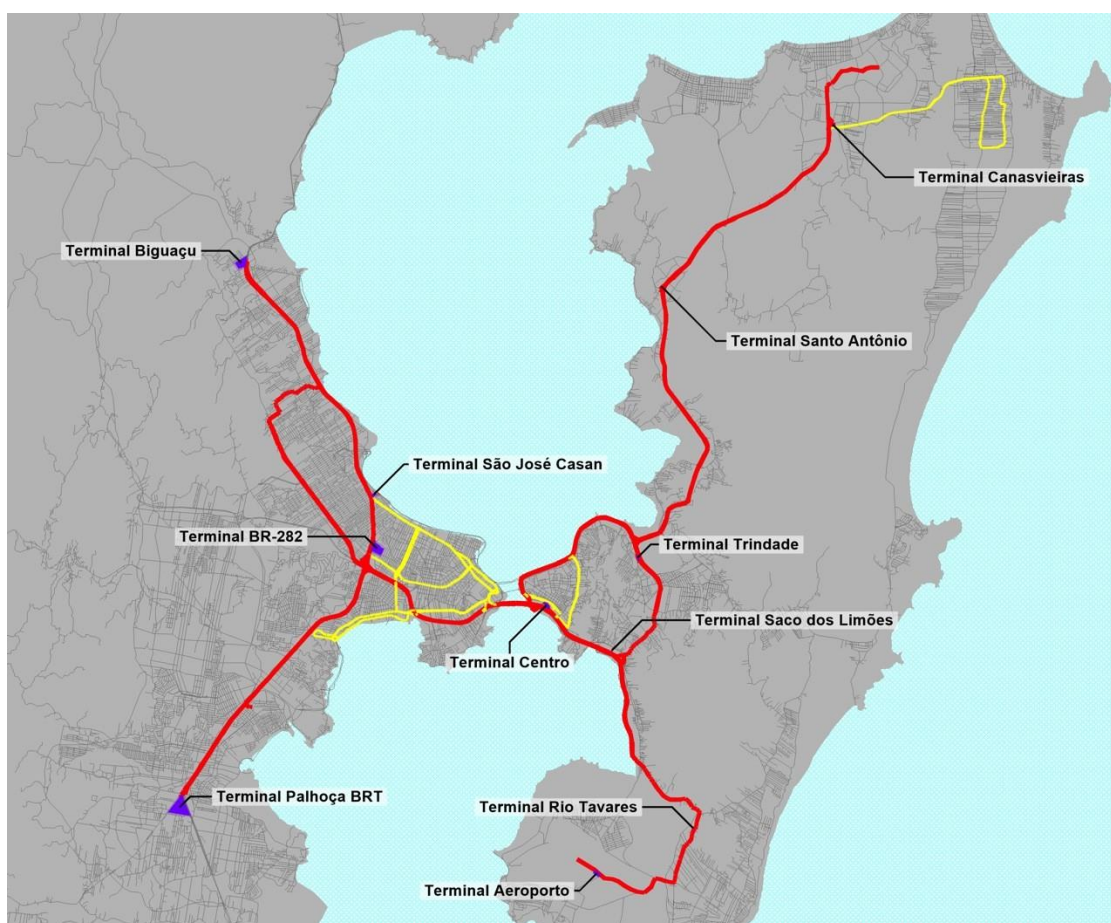 Terminal Canasvieiras
Terminal Biguaçu
Terminal Santo Antônio
Terminal São José Casan
Terminal BR-282
Terminal Trindade
Terminal Saco dos Limões
Terminal Centro
Terminal Palhoça BRT
Terminal Rio Tavares
Terminal Aeroporto